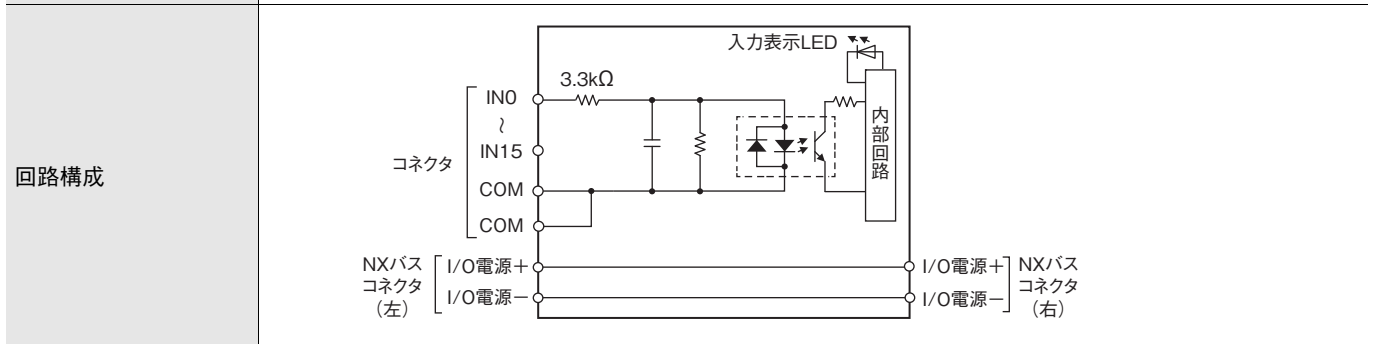 回路構成
入力表示LED
3.3kΩ
IN0
~
IN15
COM
COM
コネクタ
内部回路
NXバス
コネクタ
(左)
I/O電源+
I/O電源−
I/O電源+
I/O電源−
NXバス
コネクタ
(右)